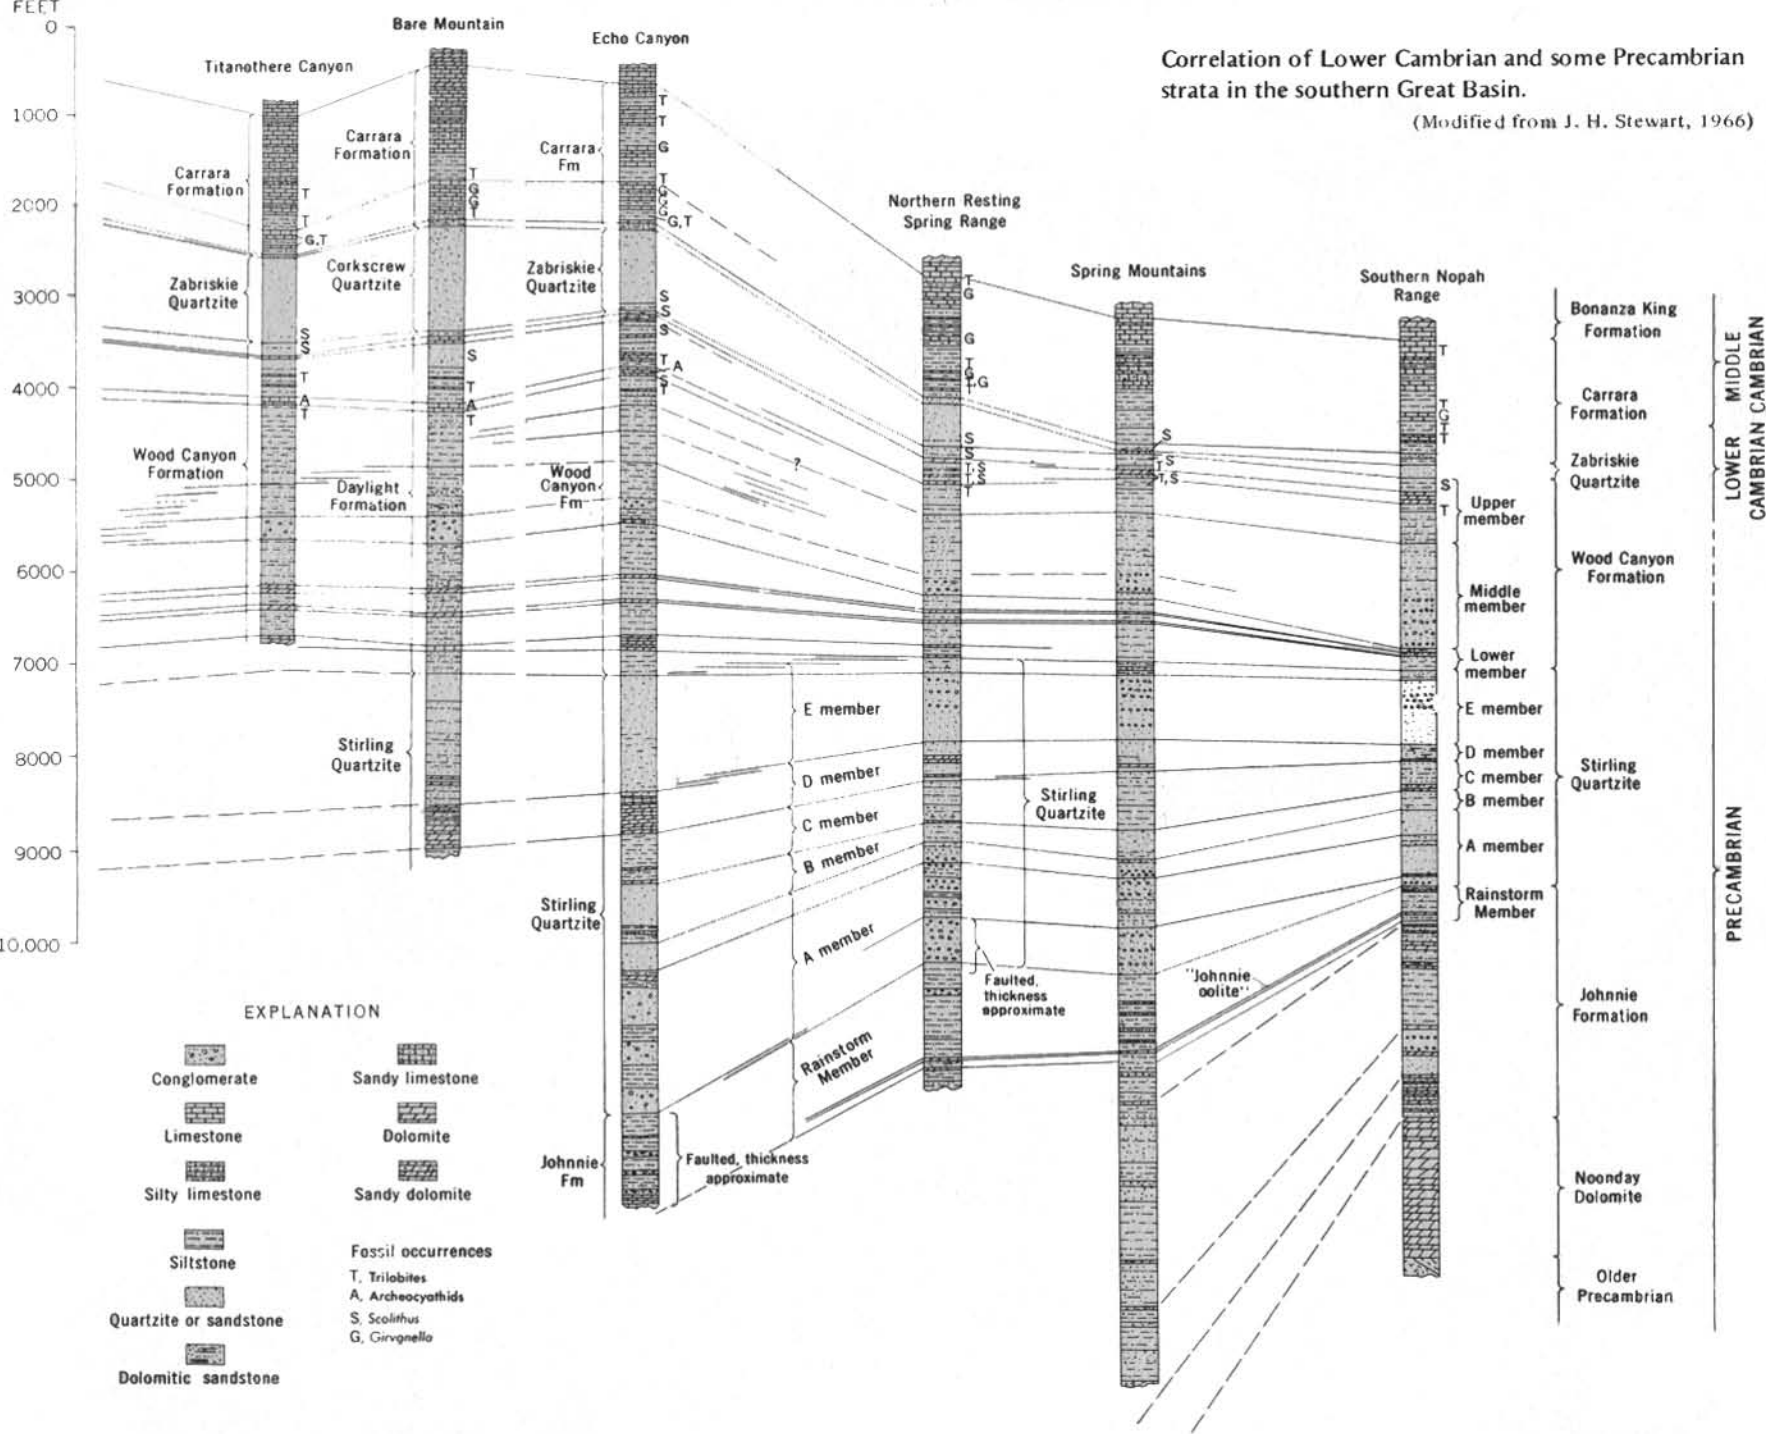 FEET
0
1000
2000
3000
4000
5000
6000
7000
8000
9000
10,000
Correlation of Lower Cambrian and some Precambrian
strata in the southern Great Basin.
(Modified from J. H. Stewart, 1966)
Titanothere Canyon
Carrara
Formation
T
T
G,T
Zabriskie
Quartzite
S
S
T
A
T
Wood Canyon
Formation
Bare Mountain
Carrara
Formation
T
G
G
T
Corkscrew
Quartzite
S
T
A
T
Daylight
Formation
Stirling
Quartzite
Echo Canyon
Carrara
Fm
T
T
G
T
G
G
G
G,T
Zabriskie
Quartzite
S
S
S
T
A
S
T
Wood
Canyon
Fm
Stirling
Quartzite
Johnnie
Fm
Faulted, thickness
approximate
?
E member
D member
C member
B member
A member
Rainstorm
Member
Northern Resting
Spring Range
T
G
G
T
G
T,G
T
S
S
T,S
T,S
T
Stirling
Quartzite
Faulted,
thickness
approximate
Spring Mountains
S
S
T,S
"Johnnie
oolite"
Southern Nopah
Range
T
T
G
T
T
S
T
Upper
member
Middle
member
Lower
member
E member
D member
C member
B member
A member
Rainstorm
Member
Bonanza King
Formation
Carrara
Formation
Zabriskie
Quartzite
Wood Canyon
Formation
Stirling
Quartzite
Johnnie
Formation
Noonday
Dolomite
Older
Precambrian
MIDDLE
CAMBRIAN
LOWER
CAMBRIAN
PRECAMBRIAN
EXPLANATION
Conglomerate
Limestone
Silty limestone
Siltstone
Quartzite or sandstone
Dolomitic sandstone
Sandy limestone
Dolomite
Sandy dolomite
Fossil occurrences
T, Trilobites
A, Archeocyathids
S, Scolithus
G, Girvanella